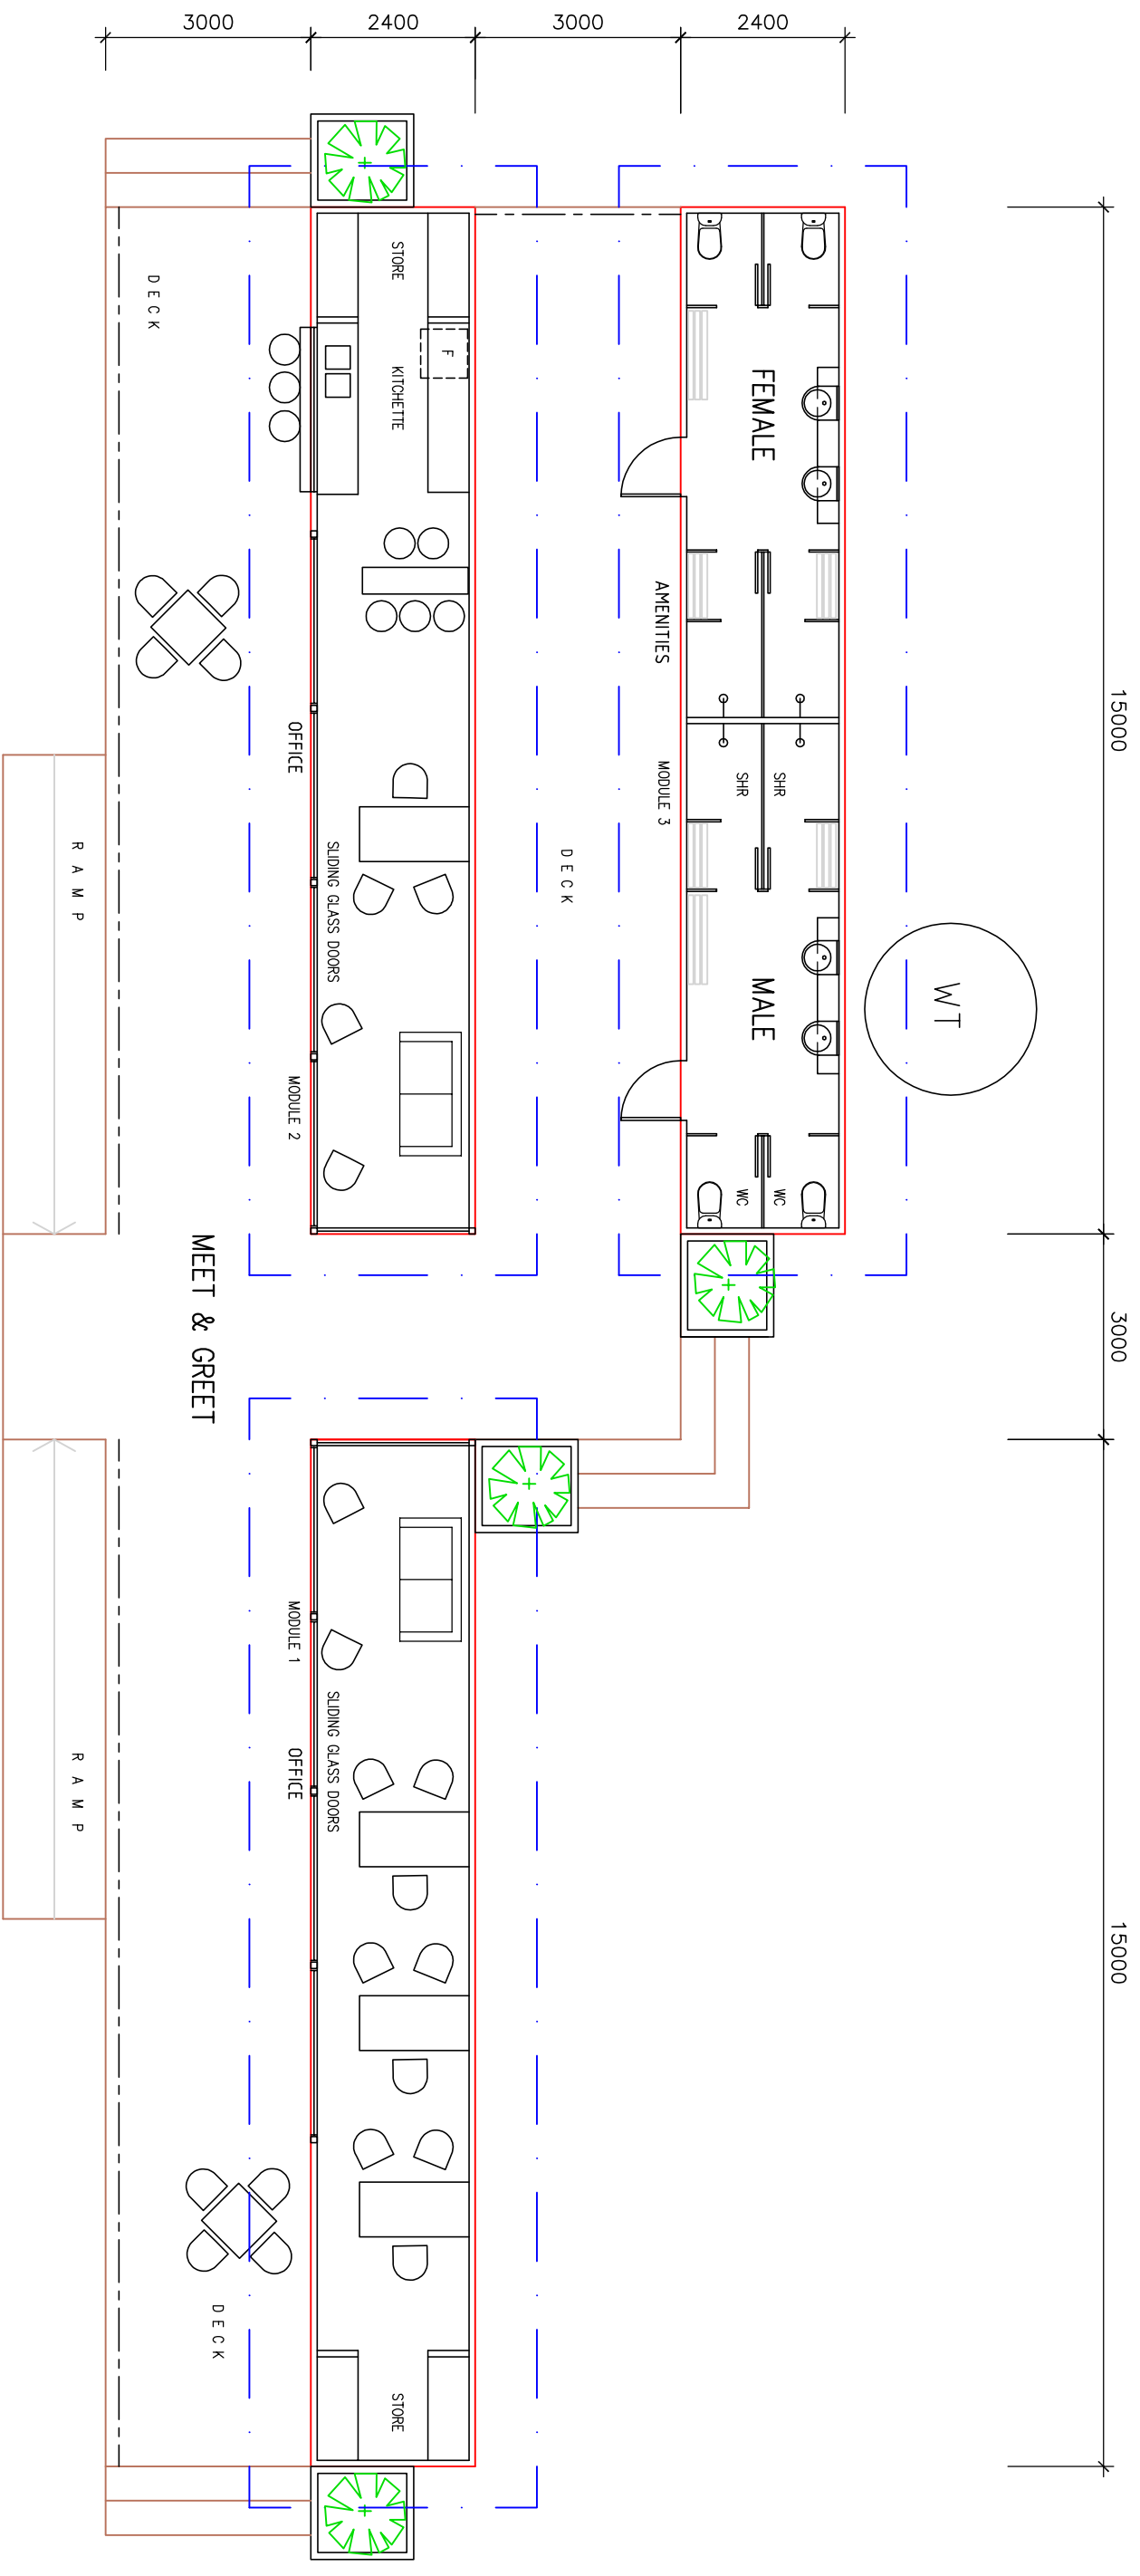 15000
3000
15000
2400
3000
2400
3000
WT
FEMALE
MALE
SHR
SHR
WC
WC
AMENITIES
MODULE 3
DECK
STORE
F
KITCHETTE
STORE
SLIDING GLASS DOORS
SLIDING GLASS DOORS
OFFICE
MODULE 2
MODULE 1
OFFICE
DECK
MEET & GREET
DECK
RAMP
RAMP